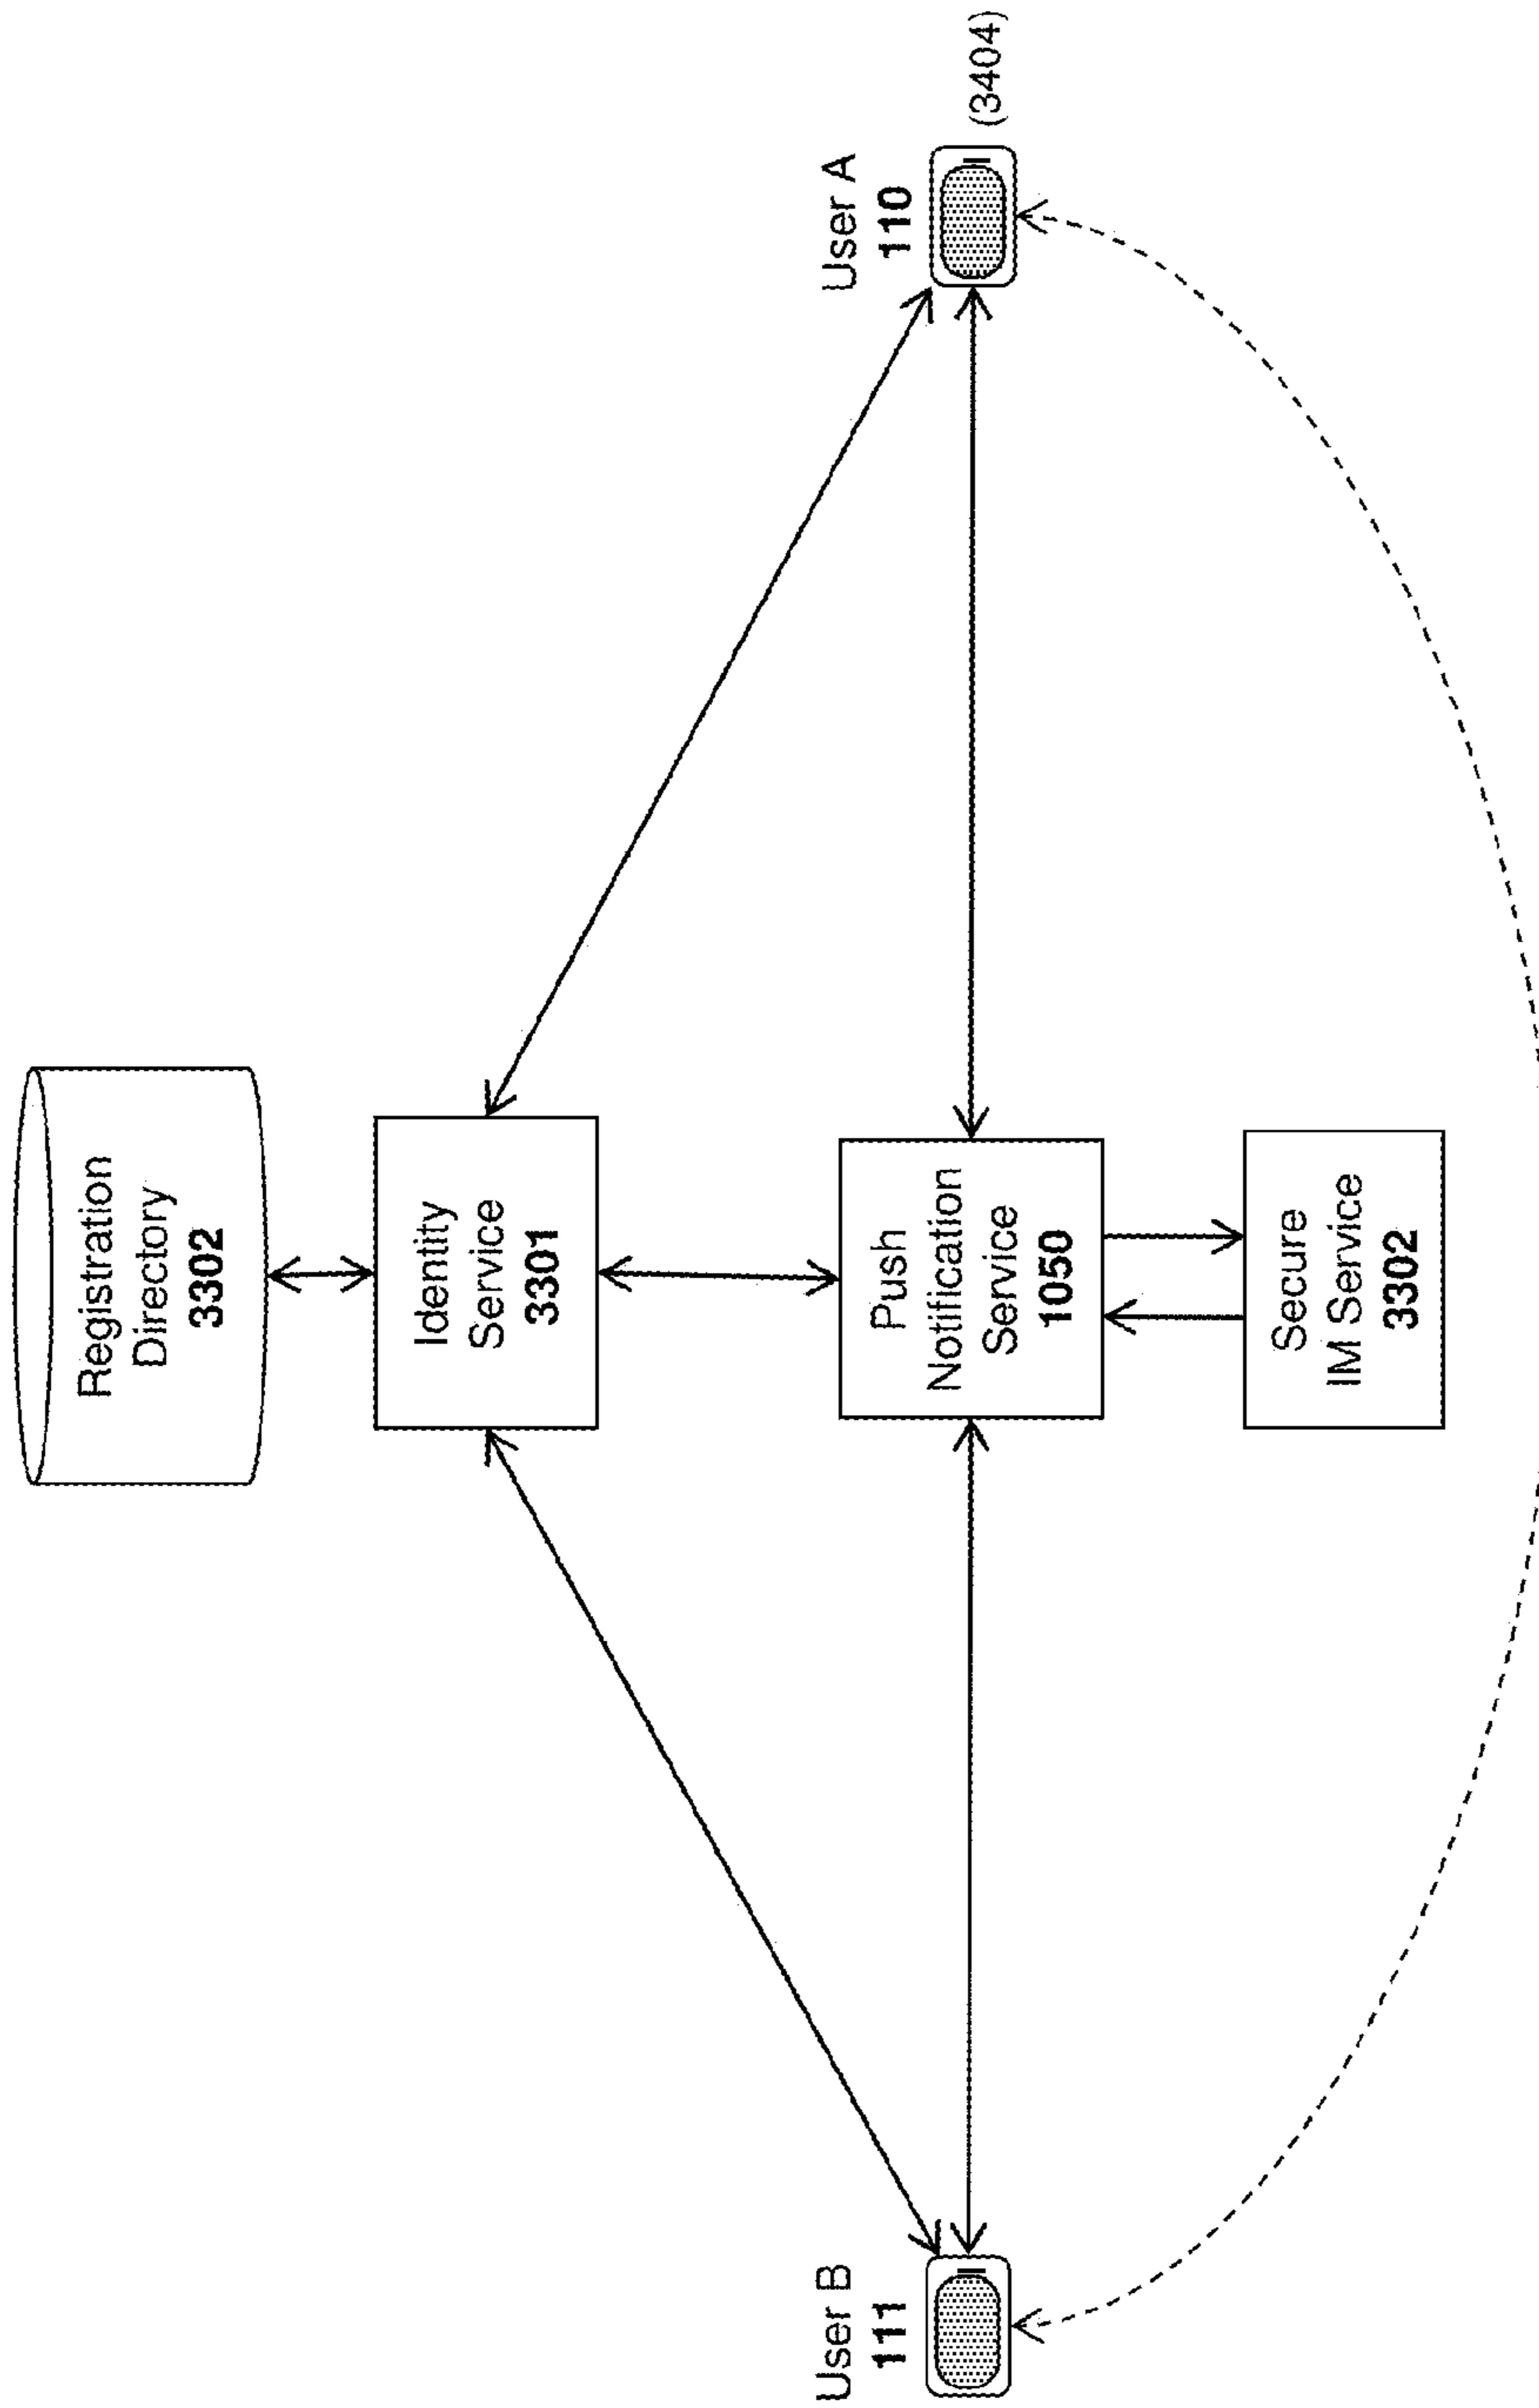 Registration
Directory
3302
Identity
Service
3301
User B
111
User A
110
(3404)
Push
Notification
Service
1050
Secure
IM Service
3302